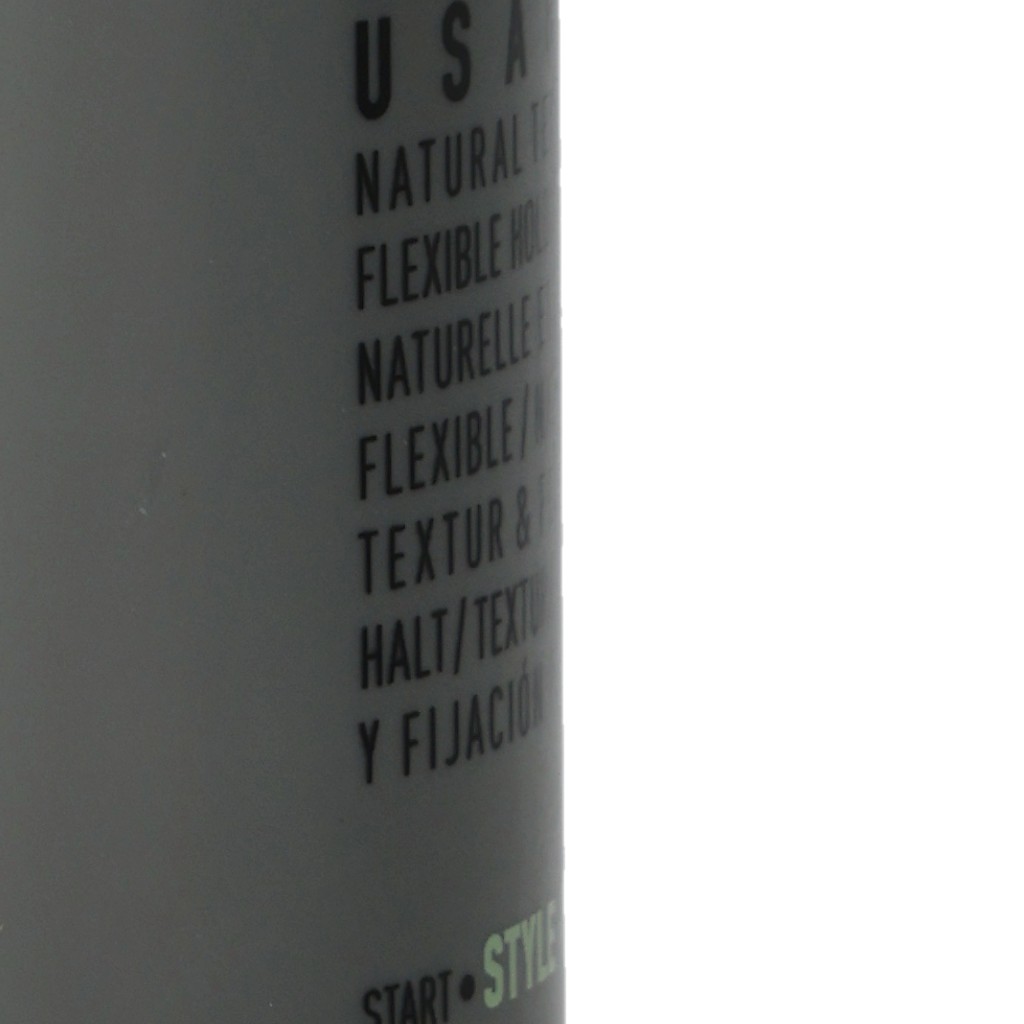 USA
NATURAL
FLEXIBLE
NATURELLE
FLEXIBLE/
TEXTUR &
HALT/
Y FIJACIÓN
START • STYLE